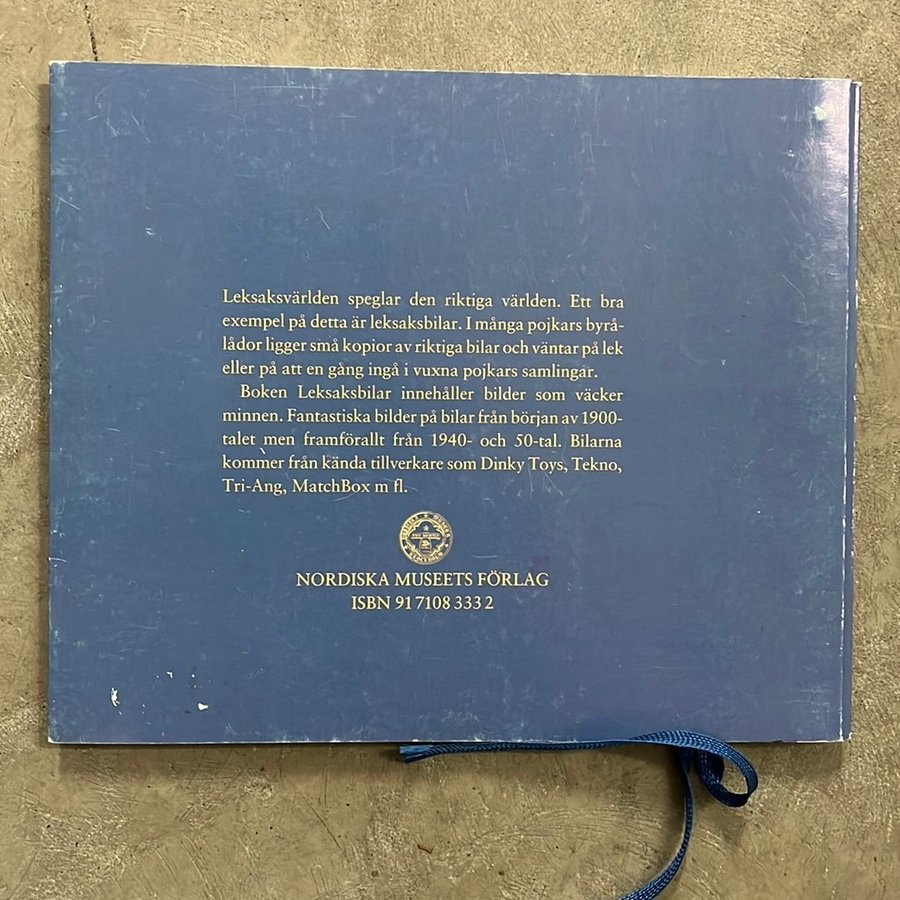 Leksaksvärlden speglar den riktiga världen. Ett bra
exempel på detta är leksaksbilar. I många pojkars byrå-
lådor ligger små kopior av riktiga bilar och väntar på lek
eller på att en gång ingå i vuxna pojkars samlingar.
Boken Leksaksbilar innehåller bilder som väcker
minnen. Fantastiska bilder på bilar från början av 1900-
talet men framförallt från 1940- och 50-tal. Bilarna
kommer från kända tillverkare som Dinky Toys, Tekno,
Tri-Ang, MatchBox m fl.
NORDISKA MUSEETS FÖRLAG
ISBN 91 7108 333 2